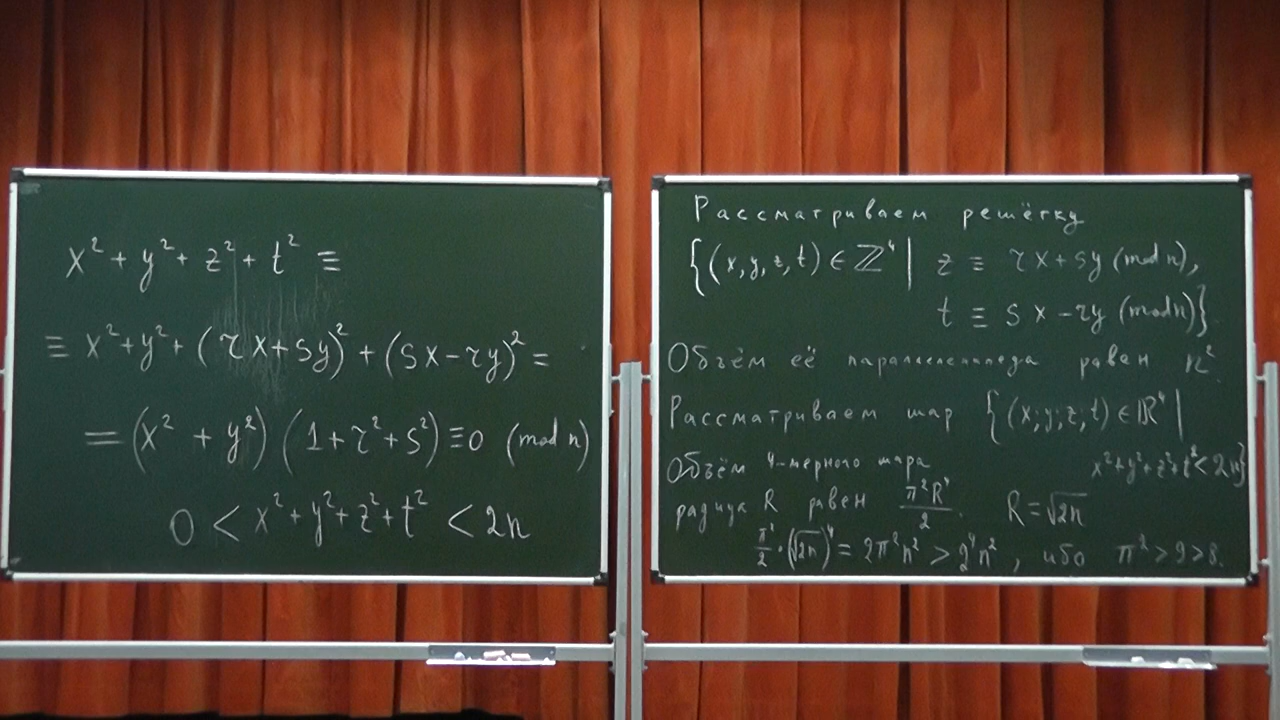 x² + y² + z² + t² ≡
≡ x² + y² + (rx + sy)² + (sx − ry)² =
= (x² + y²) (1 + r² + s²) ≡ 0 (mod n)
0 < x² + y² + z² + t² < 2n
Рассматриваем решётку
{(x, y, z, t) ∈ ℤ⁴ | z ≡ rx + sy (mod n),
t ≡ sx − ry (mod n)}.
Объём её параллелепипеда равен n².
Рассматриваем шар {(x; y; z; t) ∈ ℝ⁴ |
x² + y² + z² + t² < 2n}
Объём 4-мерного шара
радиуса R равен π²R⁴/2. R = √2n
π²/2 · (√2n)⁴ = 2π²n² > 2⁴n², ибо π² > 9 > 8.